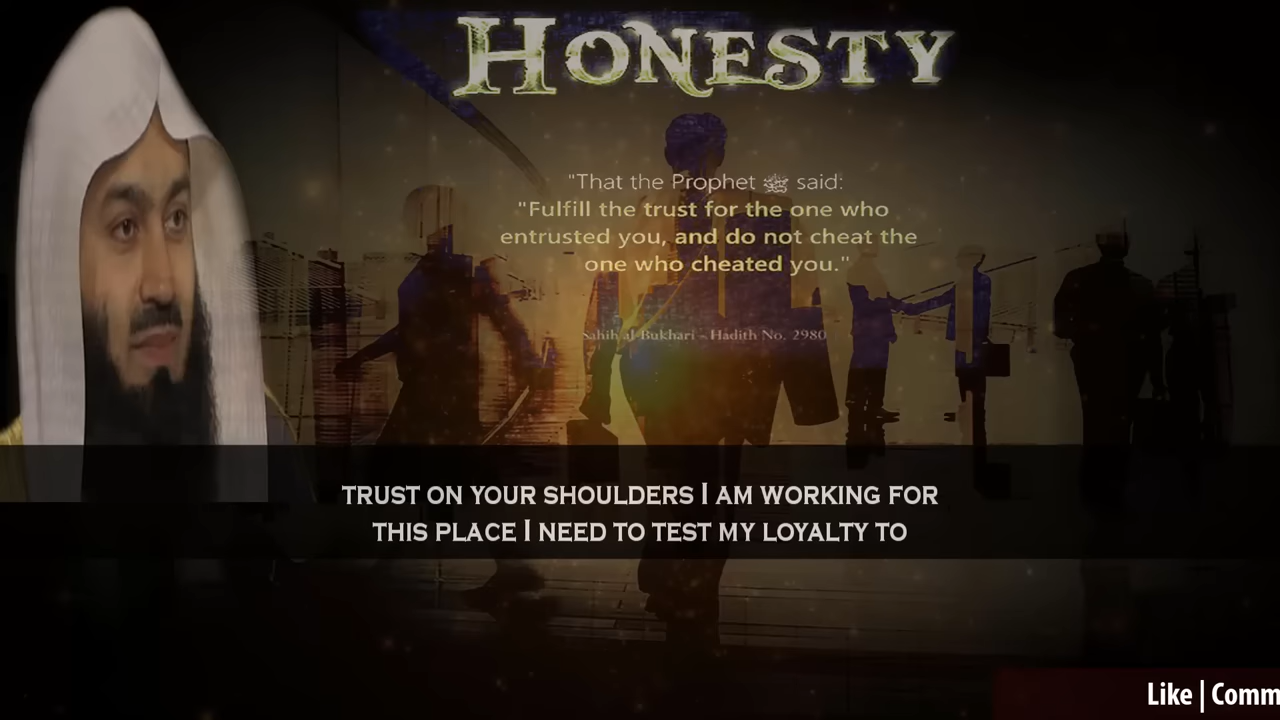 HONESTY
"That the Prophet ﷺ said:
"Fulfill the trust for the one who
entrusted you, and do not cheat the
one who cheated you."
Sahih al-Bukhari - Hadith No. 2980
TRUST ON YOUR SHOULDERS I AM WORKING FOR
THIS PLACE I NEED TO TEST MY LOYALTY TO
Like | Comm